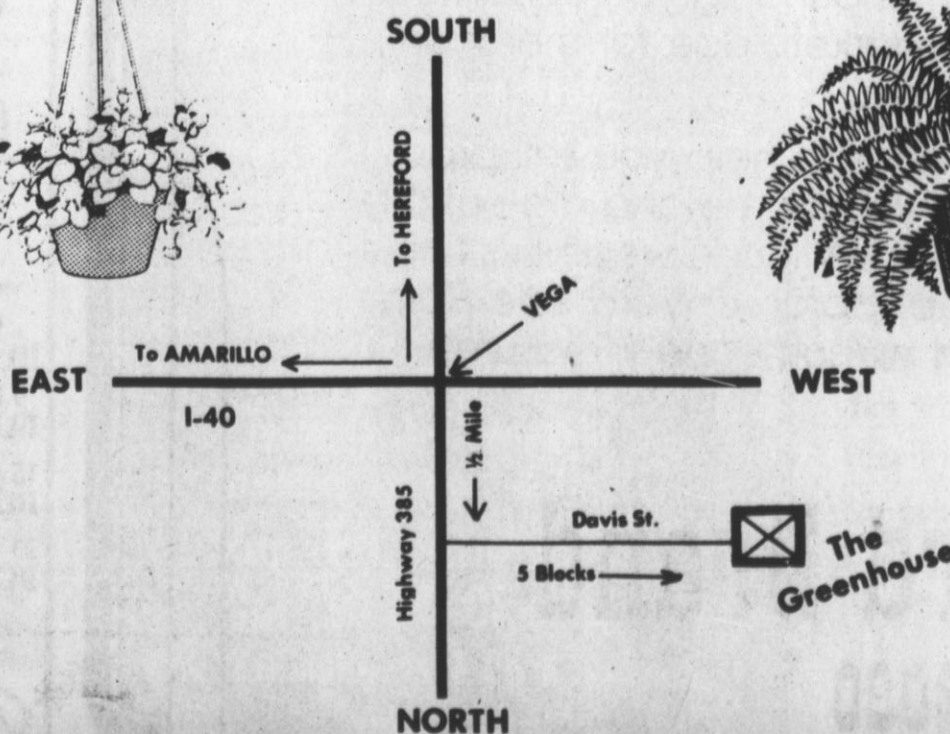 SOUTH
To HEREFORD
VEGA
To AMARILLO
EAST
WEST
I-40
½ Mile
Highway 385
Davis St.
5 Blocks
The
Greenhouse
NORTH